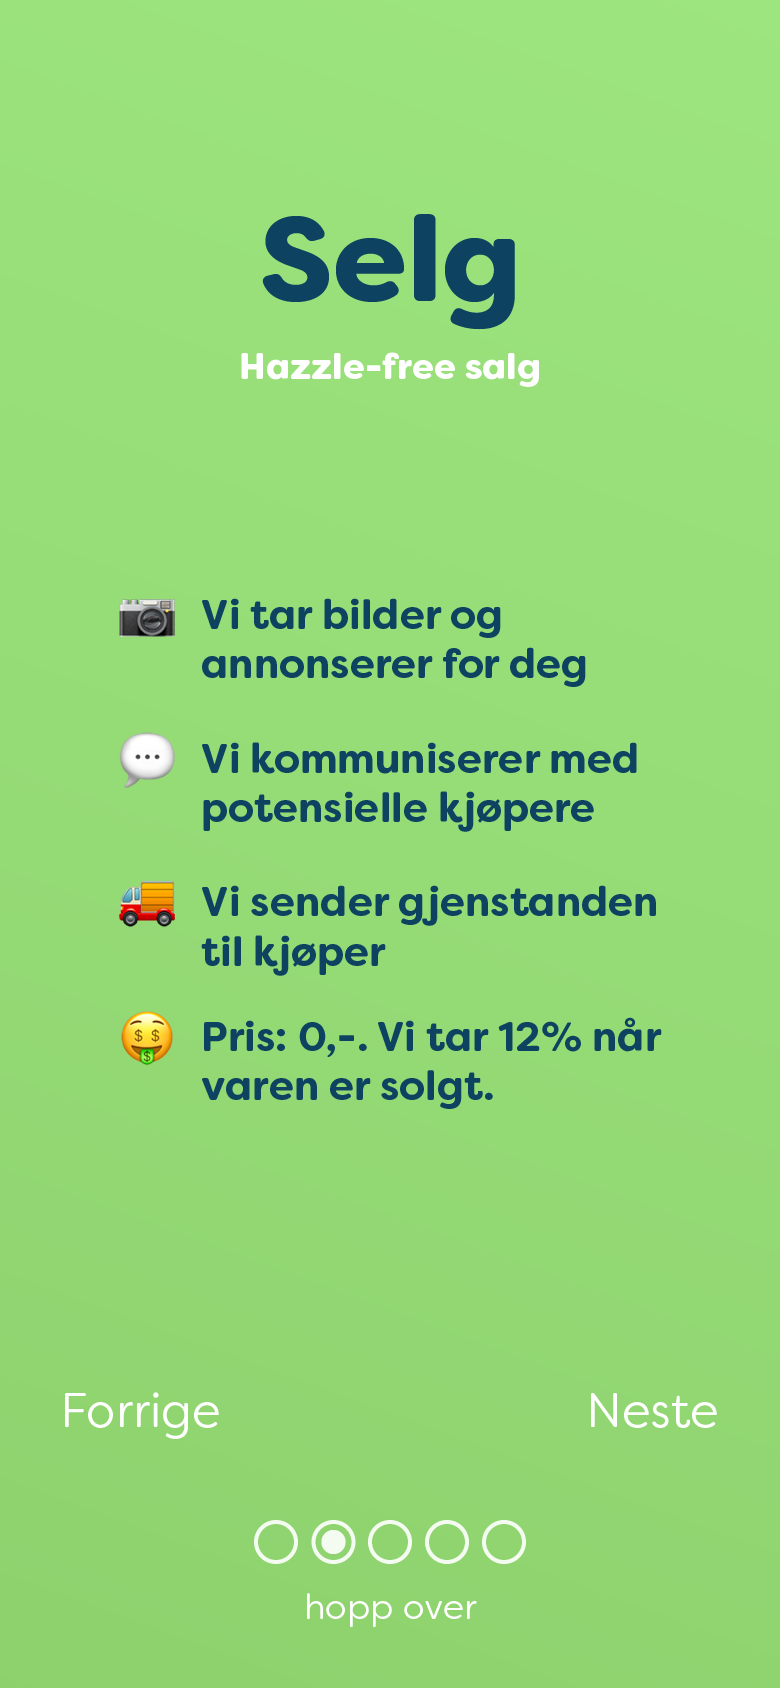 Selg
Hazzle-free salg
Vi tar bilder og
annonserer for deg
Vi kommuniserer med
potensielle kjøpere
Vi sender gjenstanden
til kjøper
Pris: 0,-. Vi tar 12% når
varen er solgt.
Forrige
Neste
hopp over